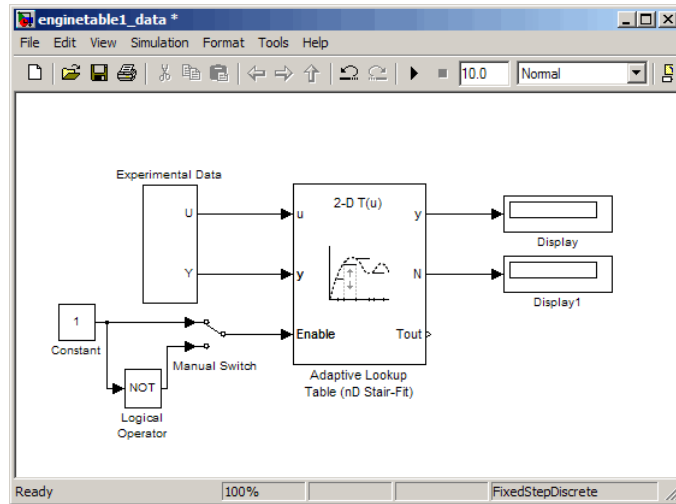 enginetable1_data *
File Edit View Simulation Format Tools Help
10.0 Normal
Experimental Data
U
Y
2-D T(u)
u
y
Enable
y
N
Tout
Adaptive Lookup
Table (nD Stair-Fit)
Display
Display1
1
Constant
Manual Switch
NOT
Logical
Operator
Ready 100% FixedStepDiscrete